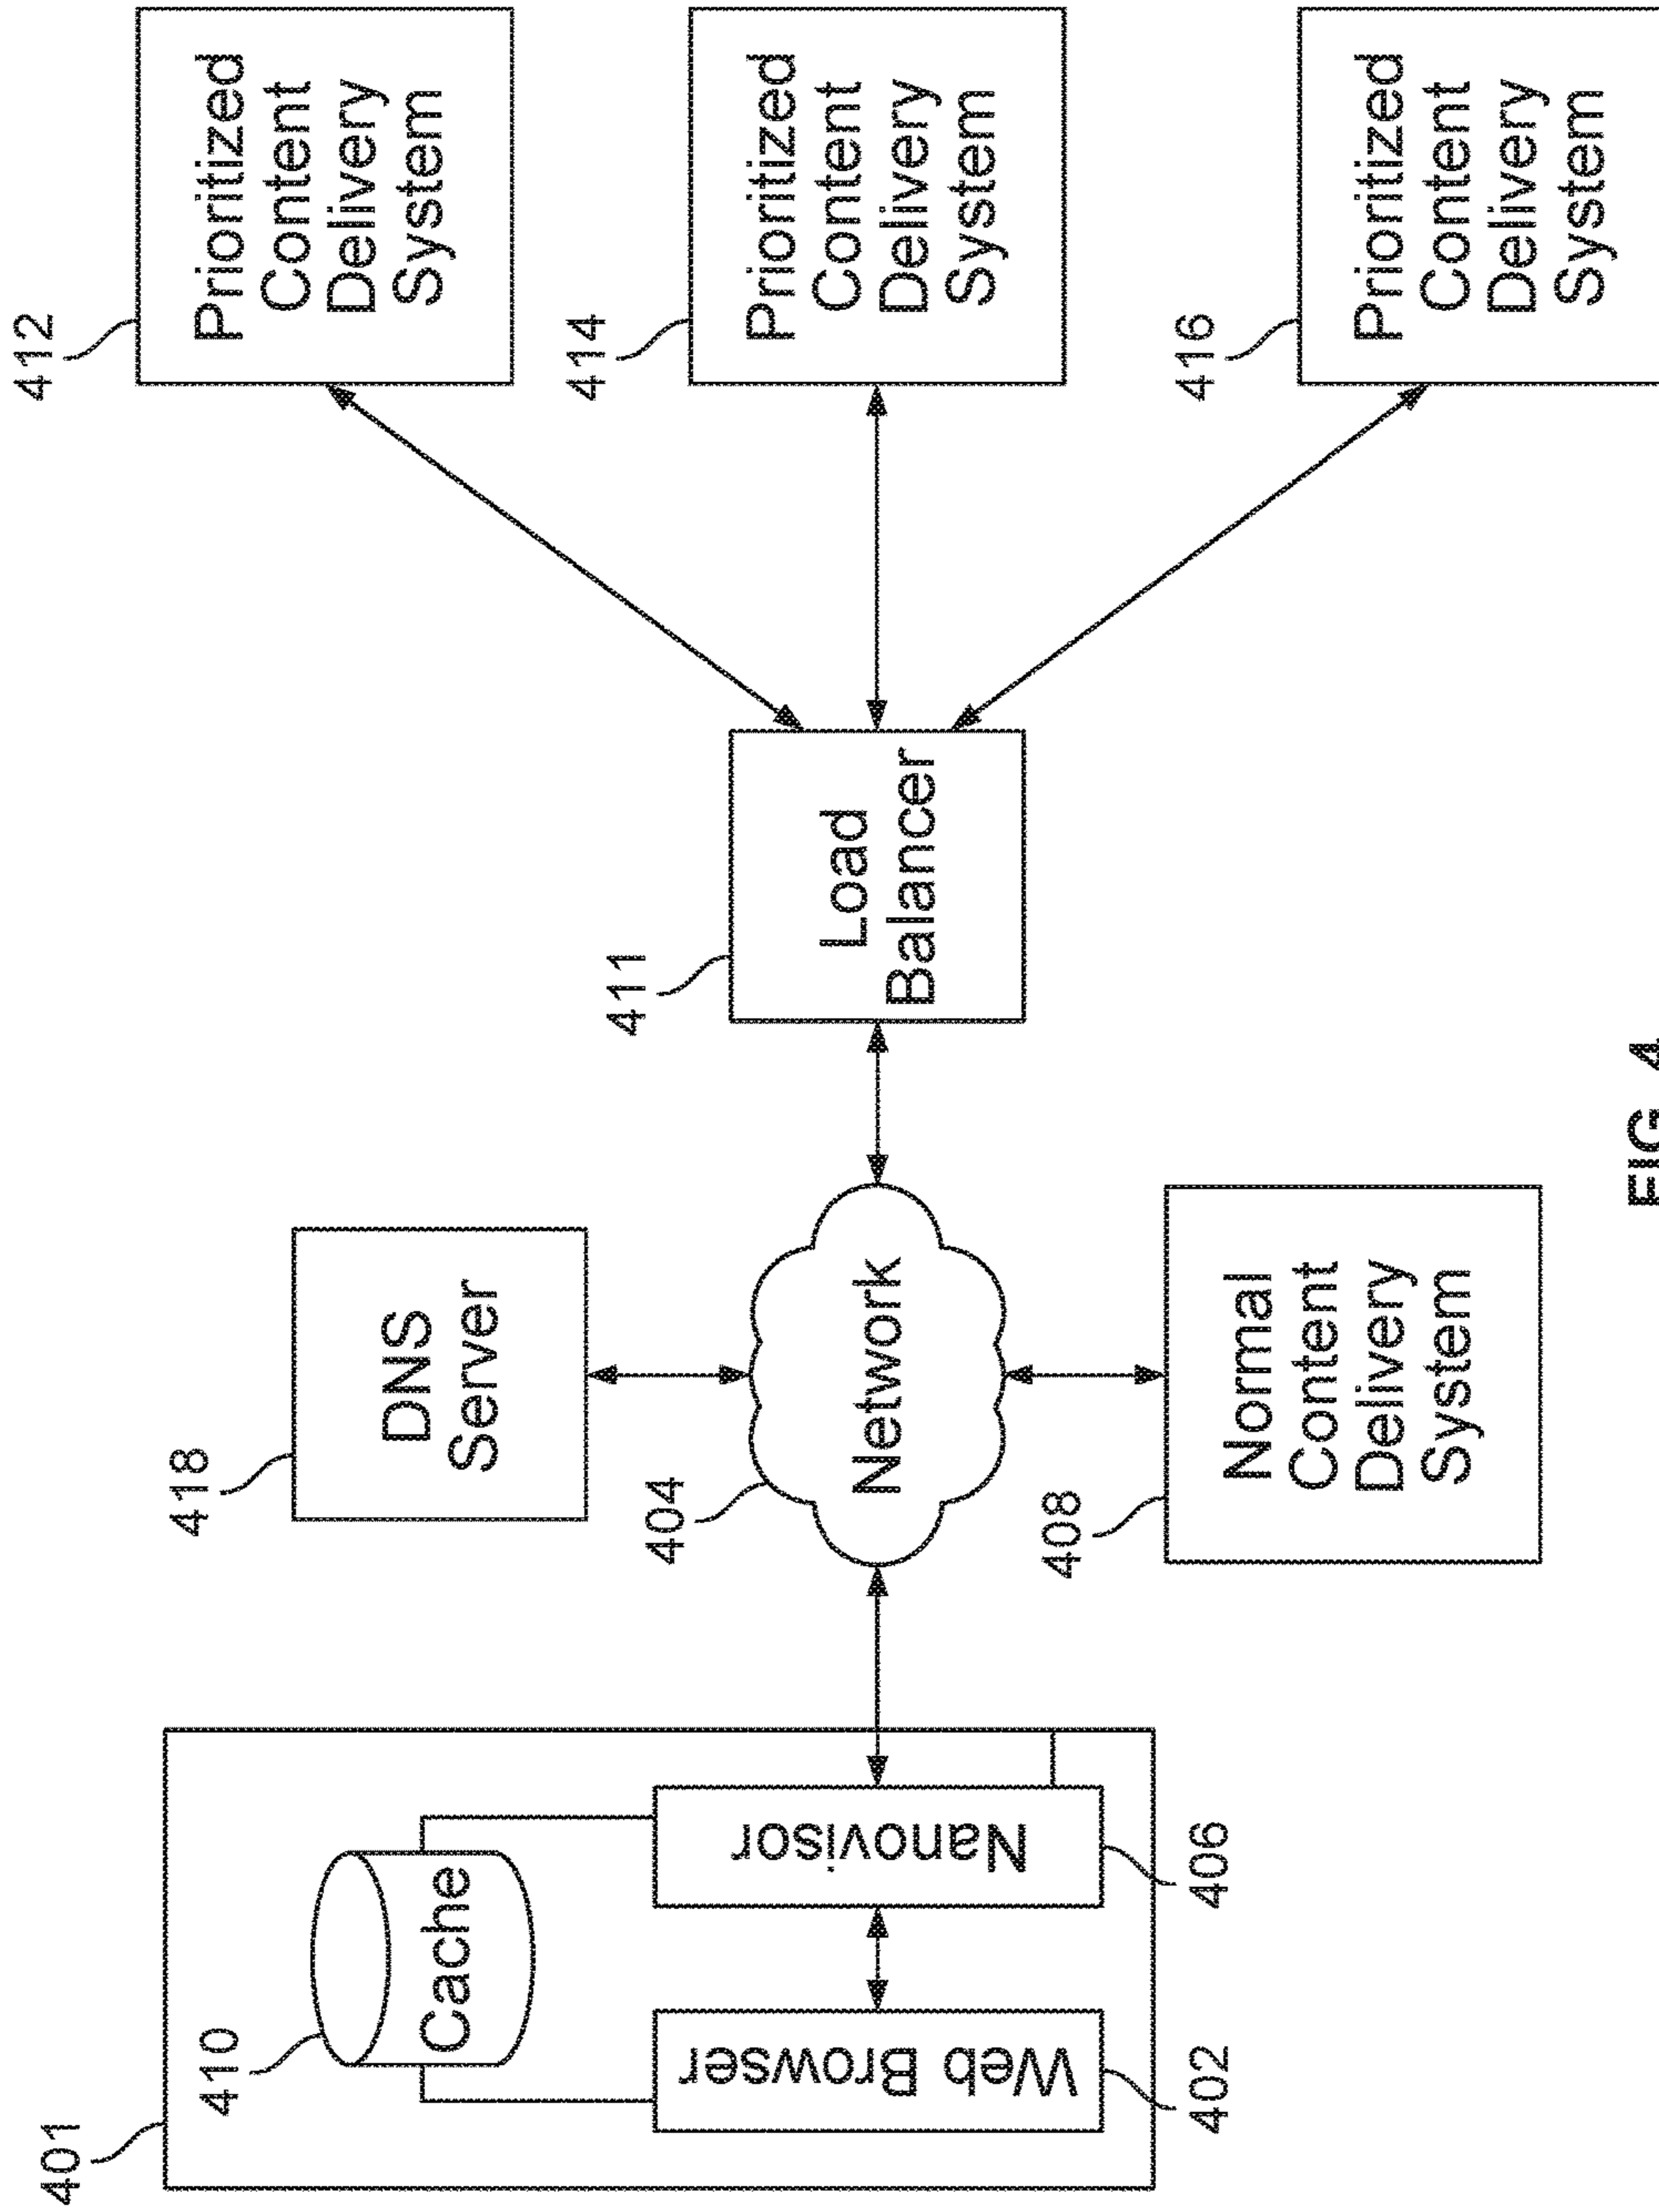 401
410
Cache
Web Browser
402
Nanovisor
406
418
DNS
Server
404
Network
408
Normal
Content
Delivery
System
411
Load
Balancer
412
Prioritized
Content
Delivery
System
414
Prioritized
Content
Delivery
System
416
Prioritized
Content
Delivery
System
FIG. 4